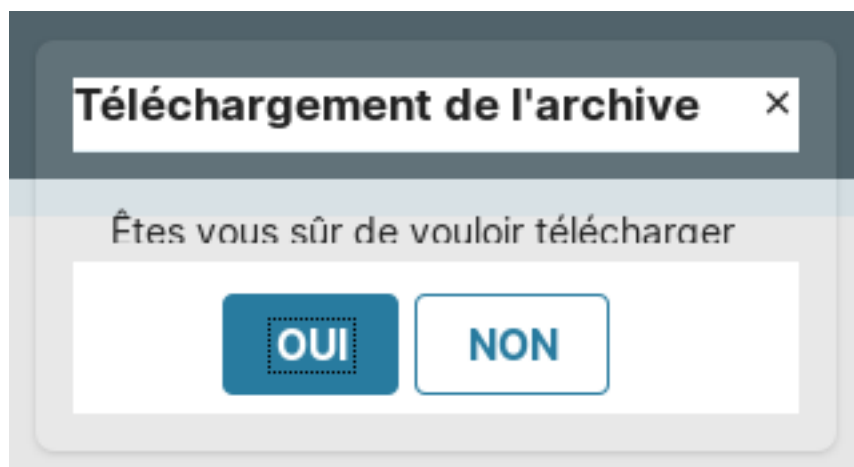 Téléchargement de l'archive ×
Êtes vous sûr de vouloir télécharger
OUI
NON